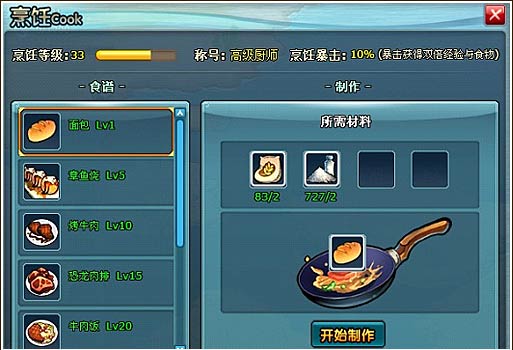 烹饪Cook
烹饪等级:33 称号:高级厨师 烹饪暴击:10%(暴击获得双倍经验与食物)
- 食谱 -
面包 Lv1
章鱼烧 Lv5
烤牛肉 Lv10
恐龙肉排 Lv15
牛肉饭 Lv20
- 制作 -
所需材料
83/2 727/2
开始制作